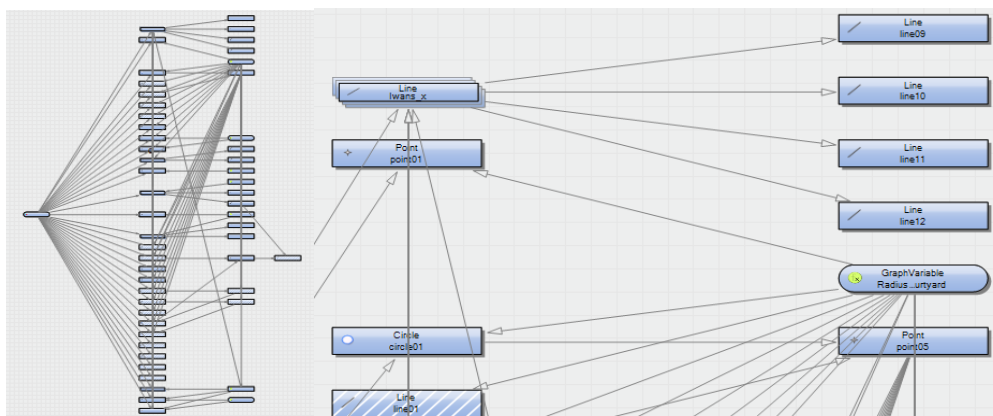 Line
line09
Line
lwans_x
Line
line10
Point
point01
Line
line11
Line
line12
GraphVariable
Radius ...urtyard
Circle
circle01
Point
point05
Line
line01